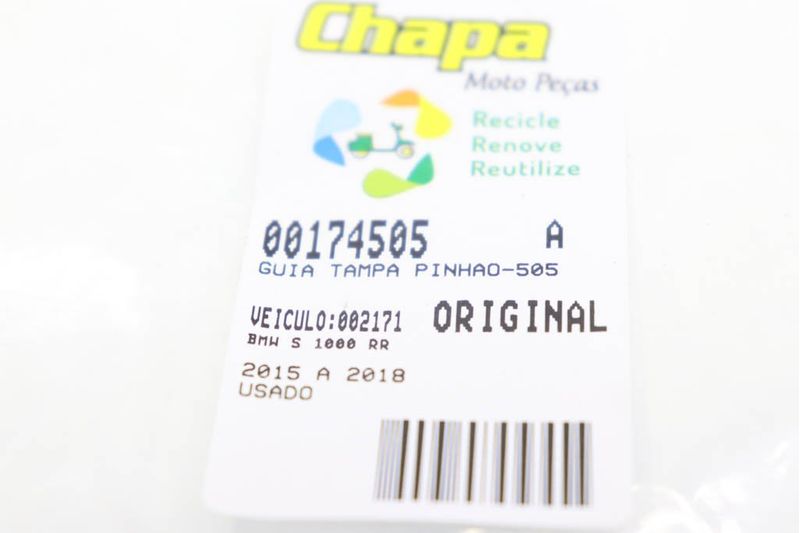 Chapa
Moto Peças
Recicle
Renove
Reutilize
00174505 A
GUIA TAMPA PINHAO-505
VEICULO:002171 ORIGINAL
BMW S 1000 RR
2015 A 2018
USADO